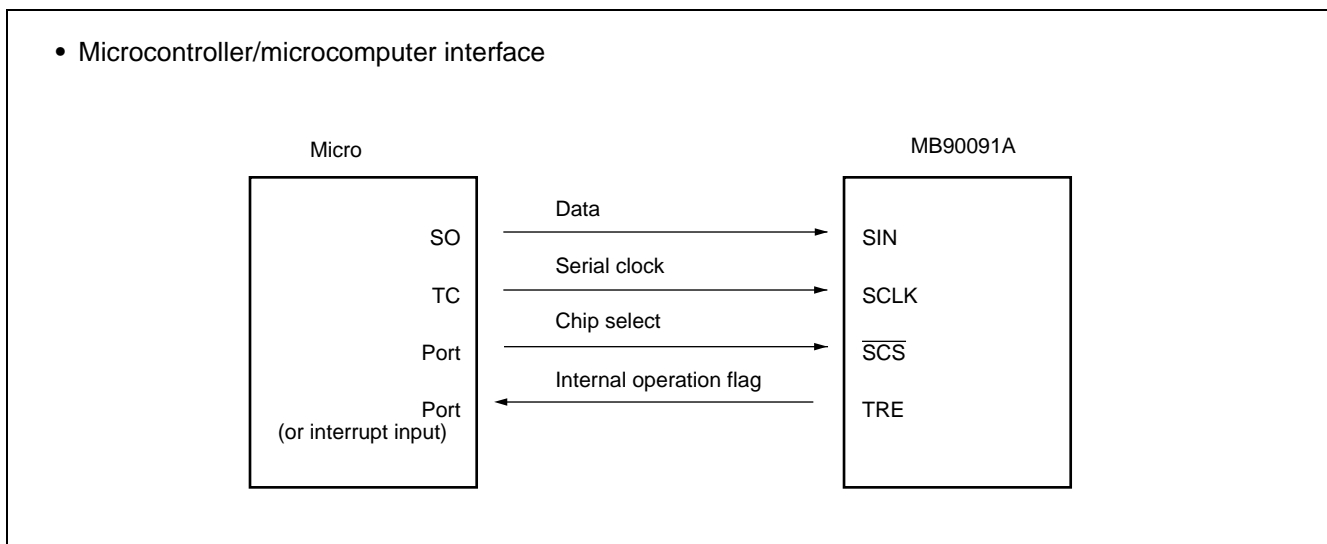 • Microcontroller/microcomputer interface
Micro
MB90091A
Data
SO
SIN
Serial clock
TC
SCLK
Chip select
Port
S̅C̅S̅
Internal operation flag
Port
TRE
(or interrupt input)